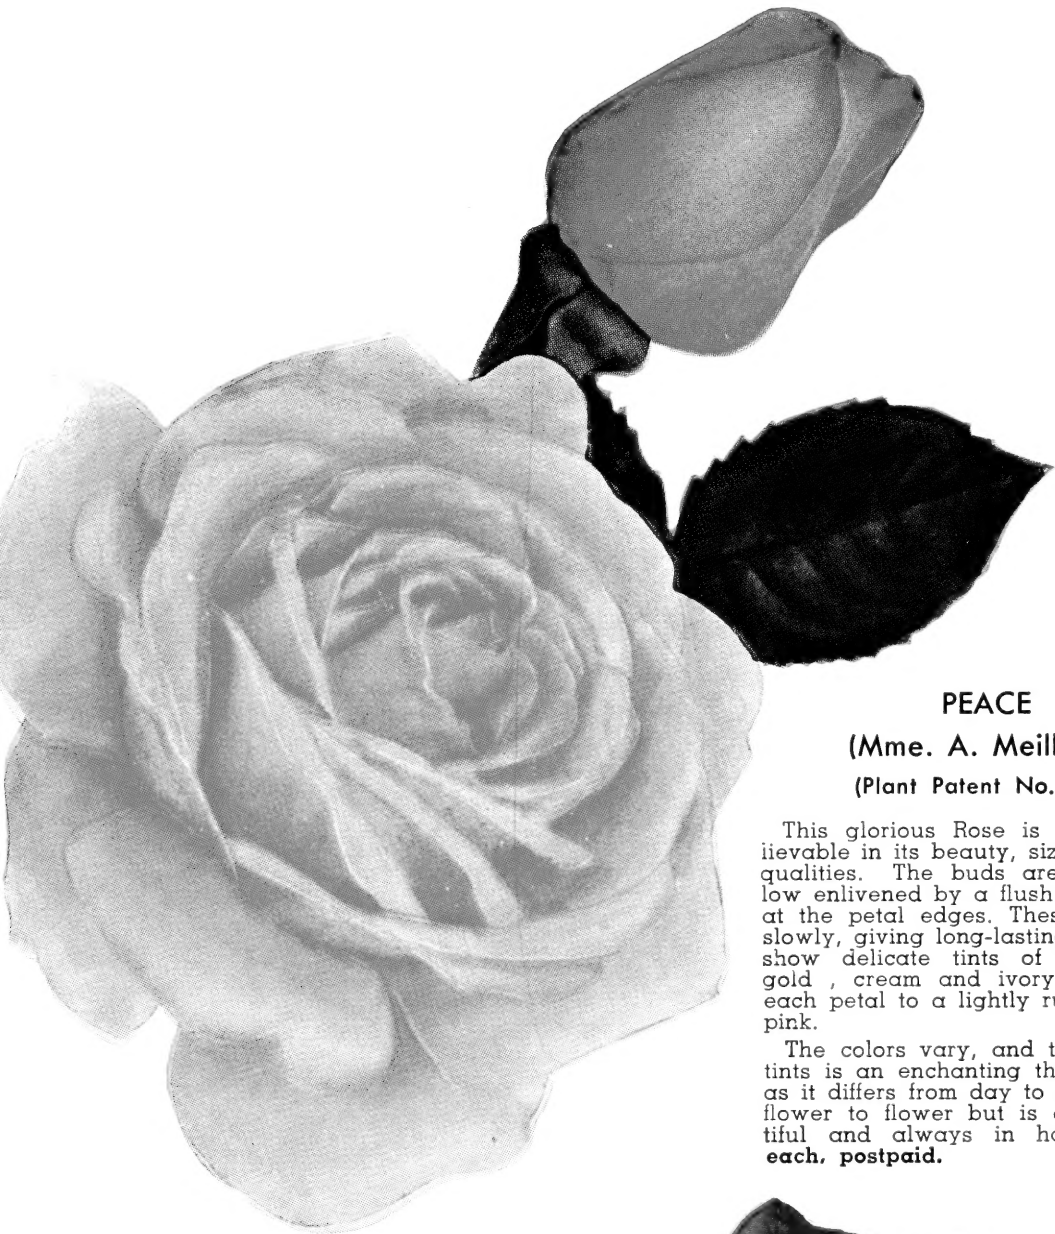 PEACE
(Mme. A. Meill
(Plant Patent No.
This glorious Rose is
iievable in its beauty, siz
qualities. The buds are
low enlivened by a flush
at the petal edges. Thes
slowly, giving long-lastin
show delicate tints of
gold , cream and ivory
each petal to a lightly ru
pink.
The colors vary, and t
tints is an enchanting th
as it differs from day to
flower to flower but is
tiful and always in ha
each, postpaid.